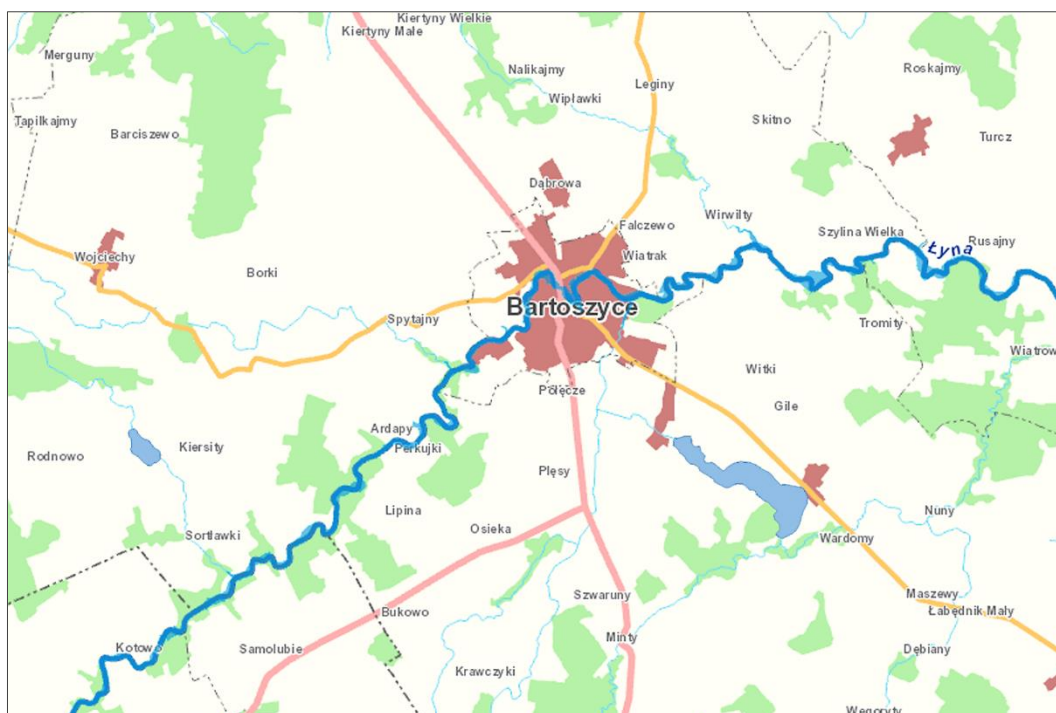 Kiertyny Wielkie
Kiertyny Małe
Merguny
Nalikajmy
Roskajmy
Leginy
Wipławki
Tapilkajmy
Barciszewo
Skitno
Turcz
Dąbrowa
Falczewo
Wirwilty
Szylina Wielka
Łyna
Rusajny
Wojciechy
Borki
Wiatrak
Bartoszyce
Spytajny
Tromity
Wiatrow
Witki
Połęcze
Gile
Ardapy
Perkujki
Kiersity
Rodnowo
Plęsy
Lipina
Osieka
Nuny
Sortławki
Wardomy
Szwaruny
Maszewy
Łabędnik Mały
Bukowo
Minty
Kotowo
Samolubie
Dębiany
Krawczyki
Węgoryty